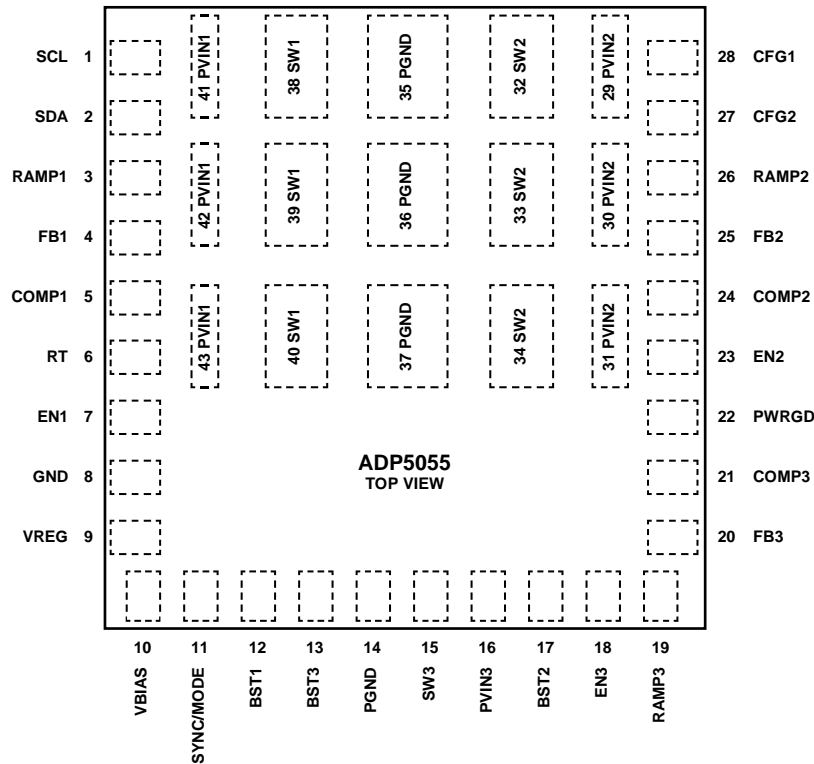 SCL 1
SDA 2
RAMP1 3
FB1 4
COMP1 5
RT 6
EN1 7
GND 8
VREG 9
41 PVIN1
38 SW1
35 PGND
32 SW2
29 PVIN2
42 PVIN1
39 SW1
36 PGND
33 SW2
30 PVIN2
43 PVIN1
40 SW1
37 PGND
34 SW2
31 PVIN2
ADP5055
TOP VIEW
28 CFG1
27 CFG2
26 RAMP2
25 FB2
24 COMP2
23 EN2
22 PWRGD
21 COMP3
20 FB3
10 VBIAS
11 SYNC/MODE
12 BST1
13 BST3
14 PGND
15 SW3
16 PVIN3
17 BST2
18 EN3
19 RAMP3